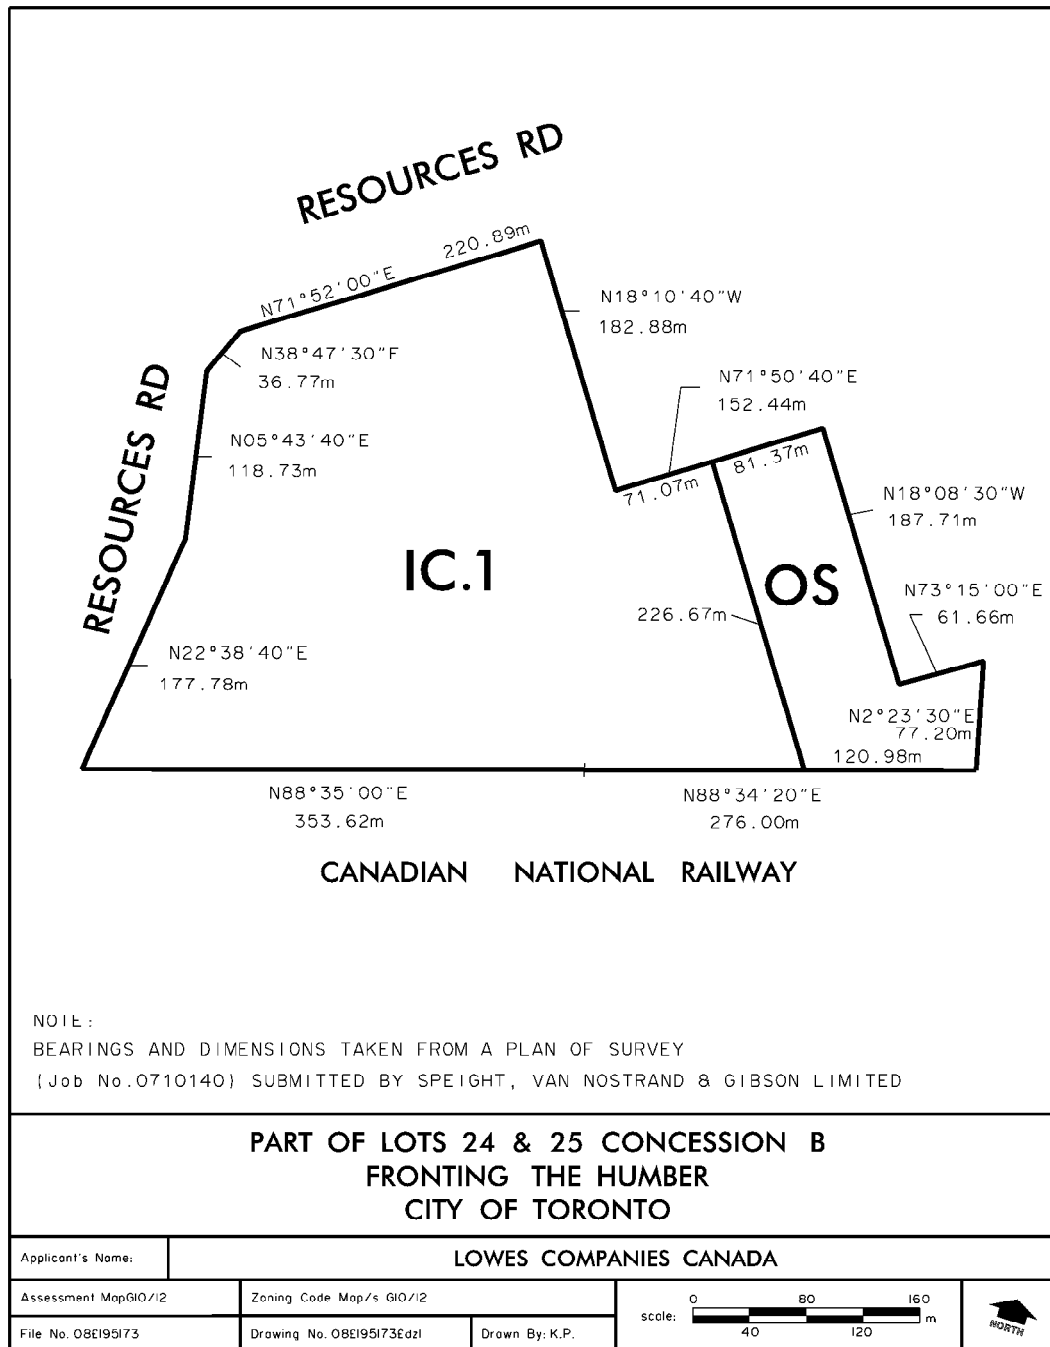 RESOURCES RD
220.89m
N71°52'00"E
N18°10'40"W
182.88m
N38°47'30"E
36.77m
N71°50'40"E
152.44m
RESOURCES RD
N05°43'40"E
118.73m
81.37m
71.07m
N18°08'30"W
187.71m
IC.1
OS
N73°15'00"E
61.66m
226.67m
N22°38'40"E
177.78m
N2°23'30"E
77.20m
120.98m
N88°35'00"E
353.62m
N88°34'20"E
276.00m
CANADIAN NATIONAL RAILWAY
NOTE:
BEARINGS AND DIMENSIONS TAKEN FROM A PLAN OF SURVEY
(Job No.0710140) SUBMITTED BY SPEIGHT, VAN NOSTRAND & GIBSON LIMITED
PART OF LOTS 24 & 25 CONCESSION B
FRONTING THE HUMBER
CITY OF TORONTO
Applicant's Name:
LOWES COMPANIES CANADA
Assessment MapG10/12
Zoning Code Map/s G10/12
File No. 08E195173
Drawing No. 08E195173Edz1
Drawn By: K.P.
scale:
0 80 160
m
40 120
NORTH